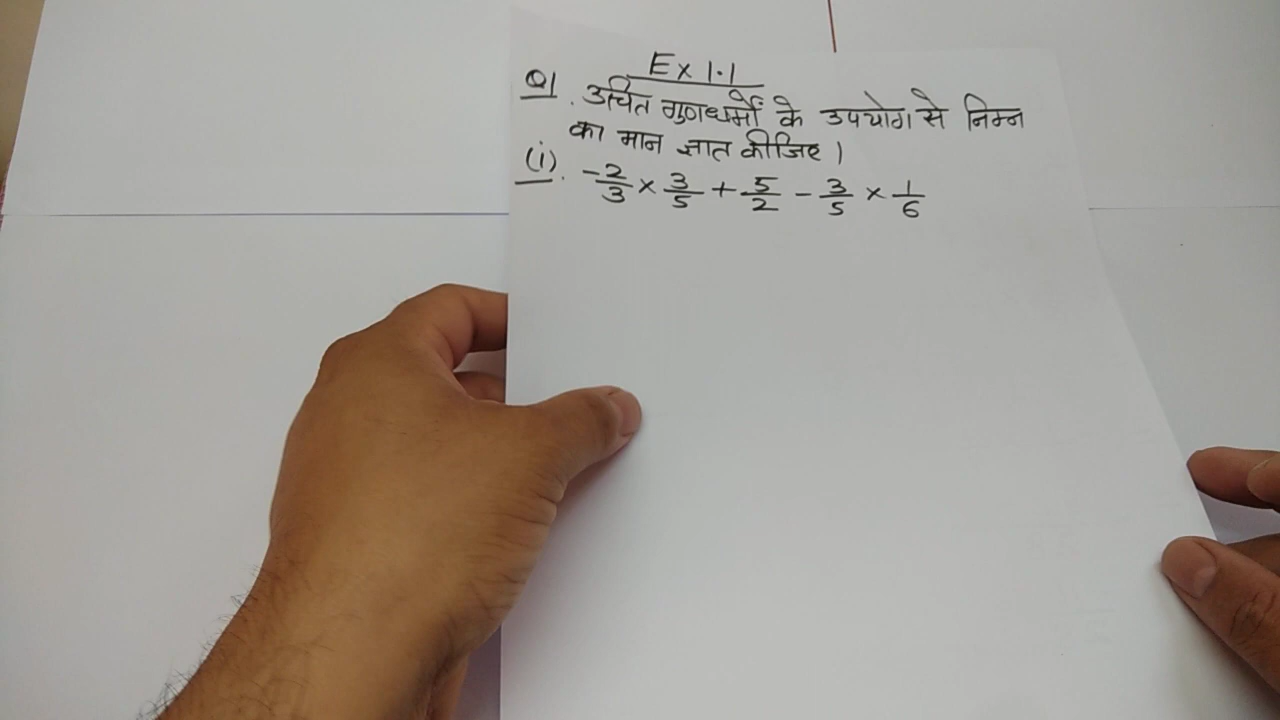 Ex 1.1
Q1. उचित गुणधर्मों के उपयोग से निम्न
का मान ज्ञात कीजिए।
(i). -2/3 × 3/5 + 5/2 - 3/5 × 1/6